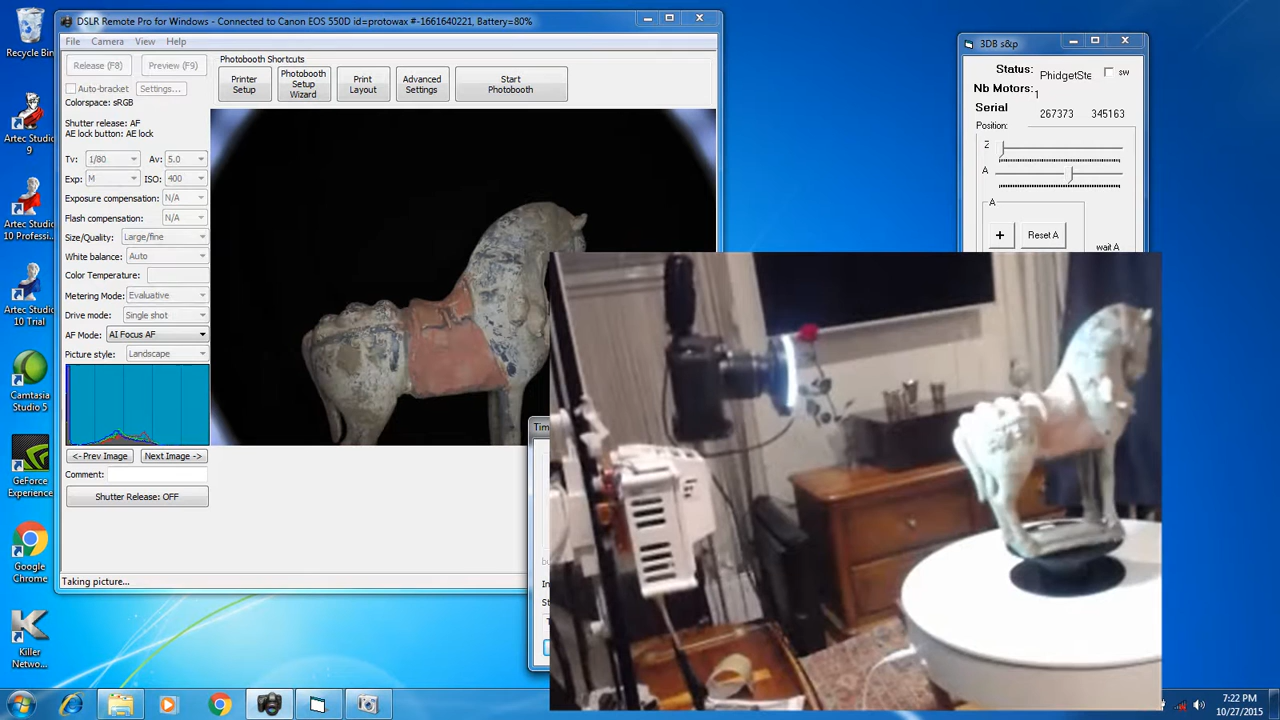 Recycle Bin
Artec Studio
9
Artec Studio
10 Professi...
Artec Studio
10 Trial
Camtasia
Studio 5
GeForce
Experience
Google
Chrome
Killer
Netwo...
DSLR Remote Pro for Windows - Connected to Canon EOS 550D id=protowax #-1661640221, Battery=80%
File Camera View Help
Release (F8) Preview (F9)
Auto-bracket Settings...
Colorspace: sRGB
Shutter release: AF
AE lock button: AE lock
Tv: 1/80 Av: 5.0
Exp: M ISO: 400
Exposure compensation: N/A
Flash compensation: N/A
Size/Quality: Large/fine
White balance: Auto
Color Temperature:
Metering Mode: Evaluative
Drive mode: Single shot
AF Mode: AI Focus AF
Picture style: Landscape
<- Prev Image Next Image ->
Comment:
Shutter Release: OFF
Taking picture...
Photobooth Shortcuts
Printer
Setup
Photobooth
Setup
Wizard
Print
Layout
Advanced
Settings
Start
Photobooth
3DB s&p
Status: PhidgetSte sw
Nb Motors: 1
Serial 267373 345163
Position:
Z
A
A
+ Reset A
wait A
7:22 PM
10/27/2015